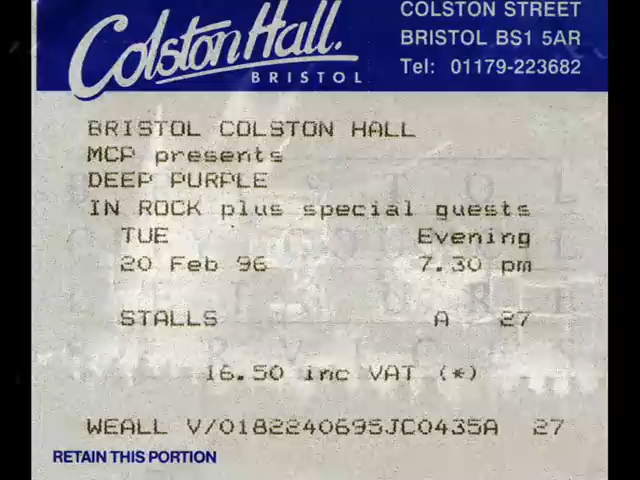 Colston Hall.
BRISTOL
COLSTON STREET
BRISTOL BS1 5AR
Tel: 01179-223682
BRISTOL COLSTON HALL
MCP presents
DEEP PURPLE
IN ROCK plus special guests
TUE Evening
20 Feb 96 7.30 pm
STALLS A 27
16.50 inc VAT (*)
WEALL V/0182240695JC0435A 27
RETAIN THIS PORTION